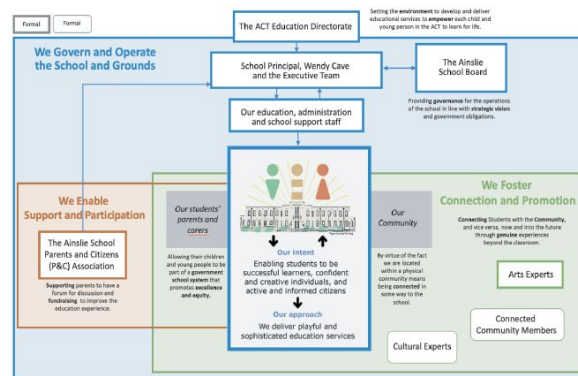 Formal
Formal
The ACT Education Directorate
Setting the environment to develop and deliver
educational services to empower each child and
young person in the ACT to learn for life.
We Govern and Operate
the School and Grounds
School Principal, Wendy Cave
and the Executive Team
The Ainslie
School Board
Providing governance for the operations
of the school in line with strategic vision
and government obligations.
Our education, administration
and school support staff
We Enable
Support and Participation
The Ainslie School
Parents and Citizens
(P&C) Association
Supporting parents to have a
forum for discussion and
fundraising to improve the
education experience.
Our students'
parents and
carers
Allowing their children
and young people to be
part of a government
school system that
promotes excellence
and equity.
Our Intent
Enabling students to be
successful learners, confident
and creative individuals, and
active and informed citizens
Our approach
We deliver playful and
sophisticated education services
Our
Community
By virtue of the fact
we are located
within a physical
community means
being connected in
some way to the
school.
We Foster
Connection and Promotion
Connecting Students with the Community,
and vice versa, now and into the future
through genuine experiences
beyond the classroom.
Arts Experts
Connected
Community Members
Cultural Experts